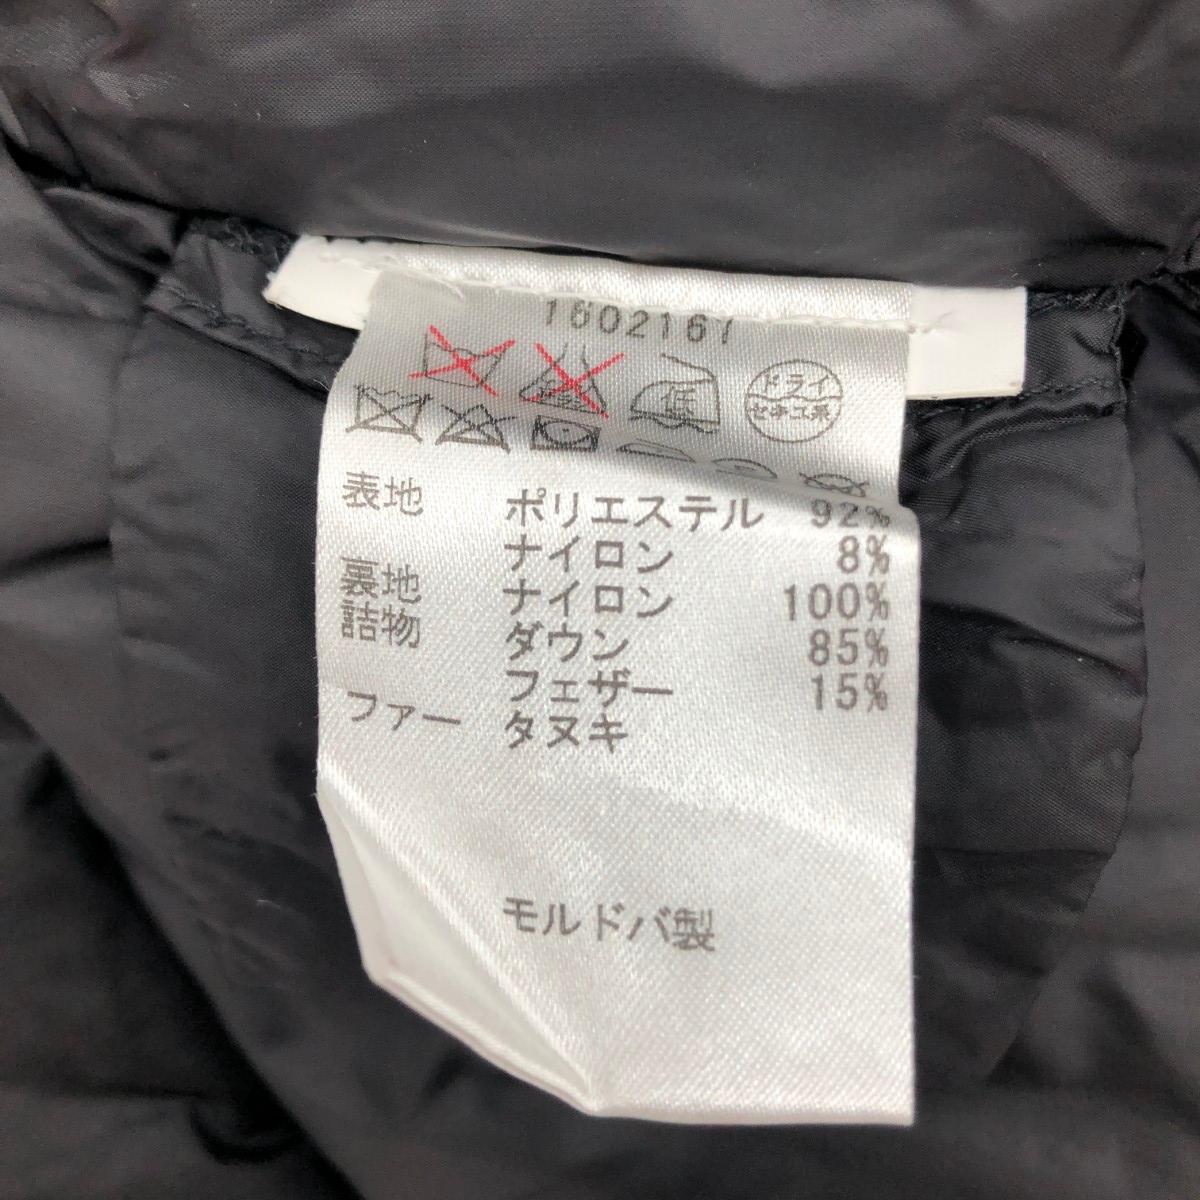 1602167
低
ドライ
セキユ系
表地 ポリエステル 92%
ナイロン 8%
裏地 ナイロン 100%
詰物 ダウン 85%
フェザー 15%
ファー タヌキ
モルドバ製